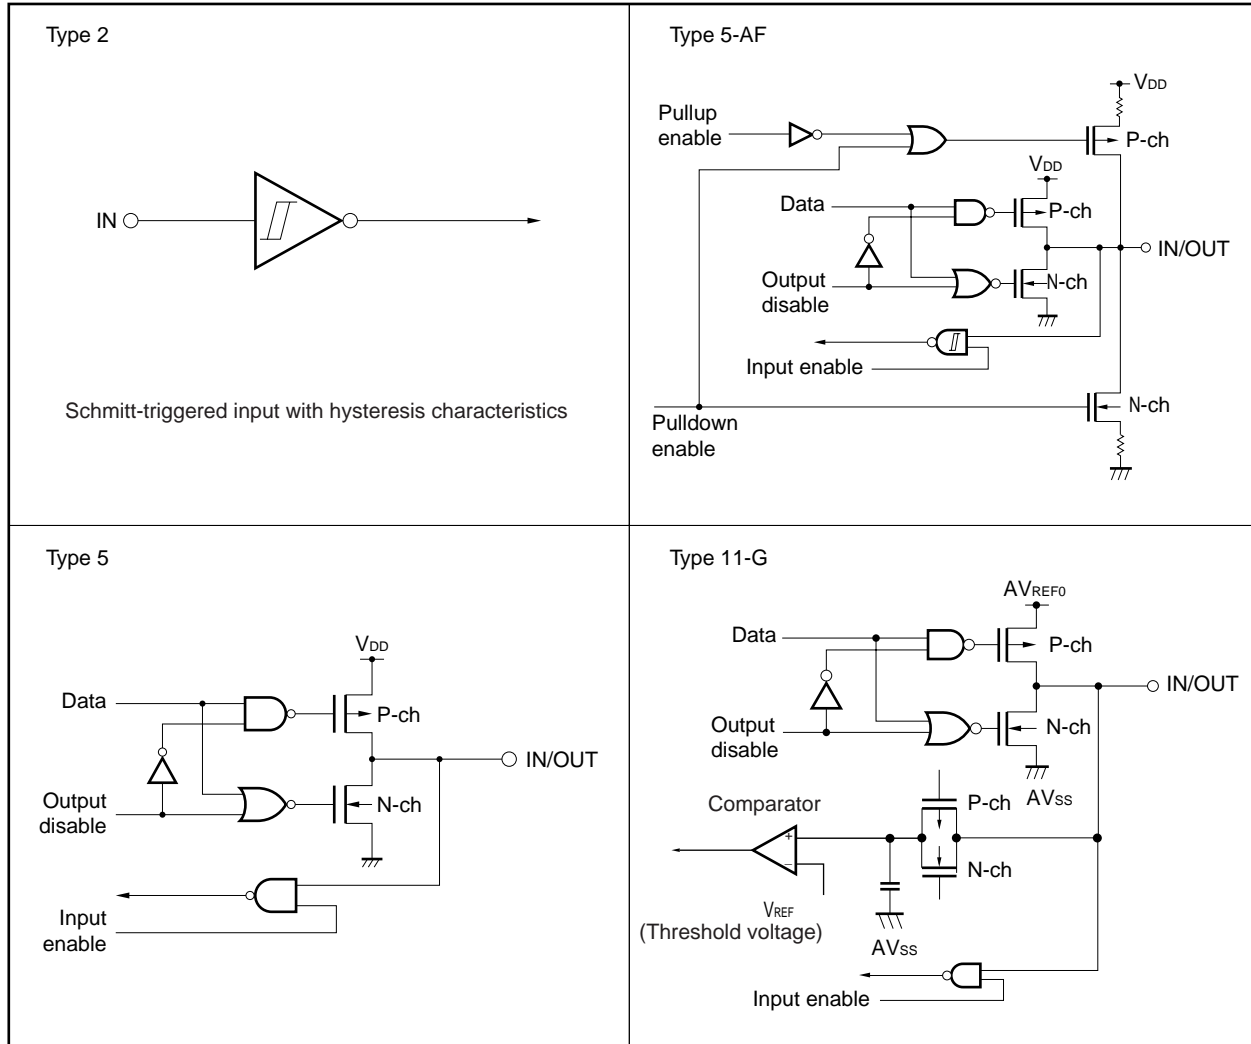 Type 2
IN
Schmitt-triggered input with hysteresis characteristics
Type 5-AF
VDD
Pullup
enable
P-ch
VDD
Data
P-ch
IN/OUT
Output
disable
N-ch
Input enable
N-ch
Pulldown
enable
Type 5
VDD
Data
P-ch
IN/OUT
Output
disable
N-ch
Input
enable
Type 11-G
AVREF0
Data
P-ch
IN/OUT
Output
disable
N-ch
AVSS
Comparator
P-ch
+
−
N-ch
VREF
(Threshold voltage)
AVSS
Input enable